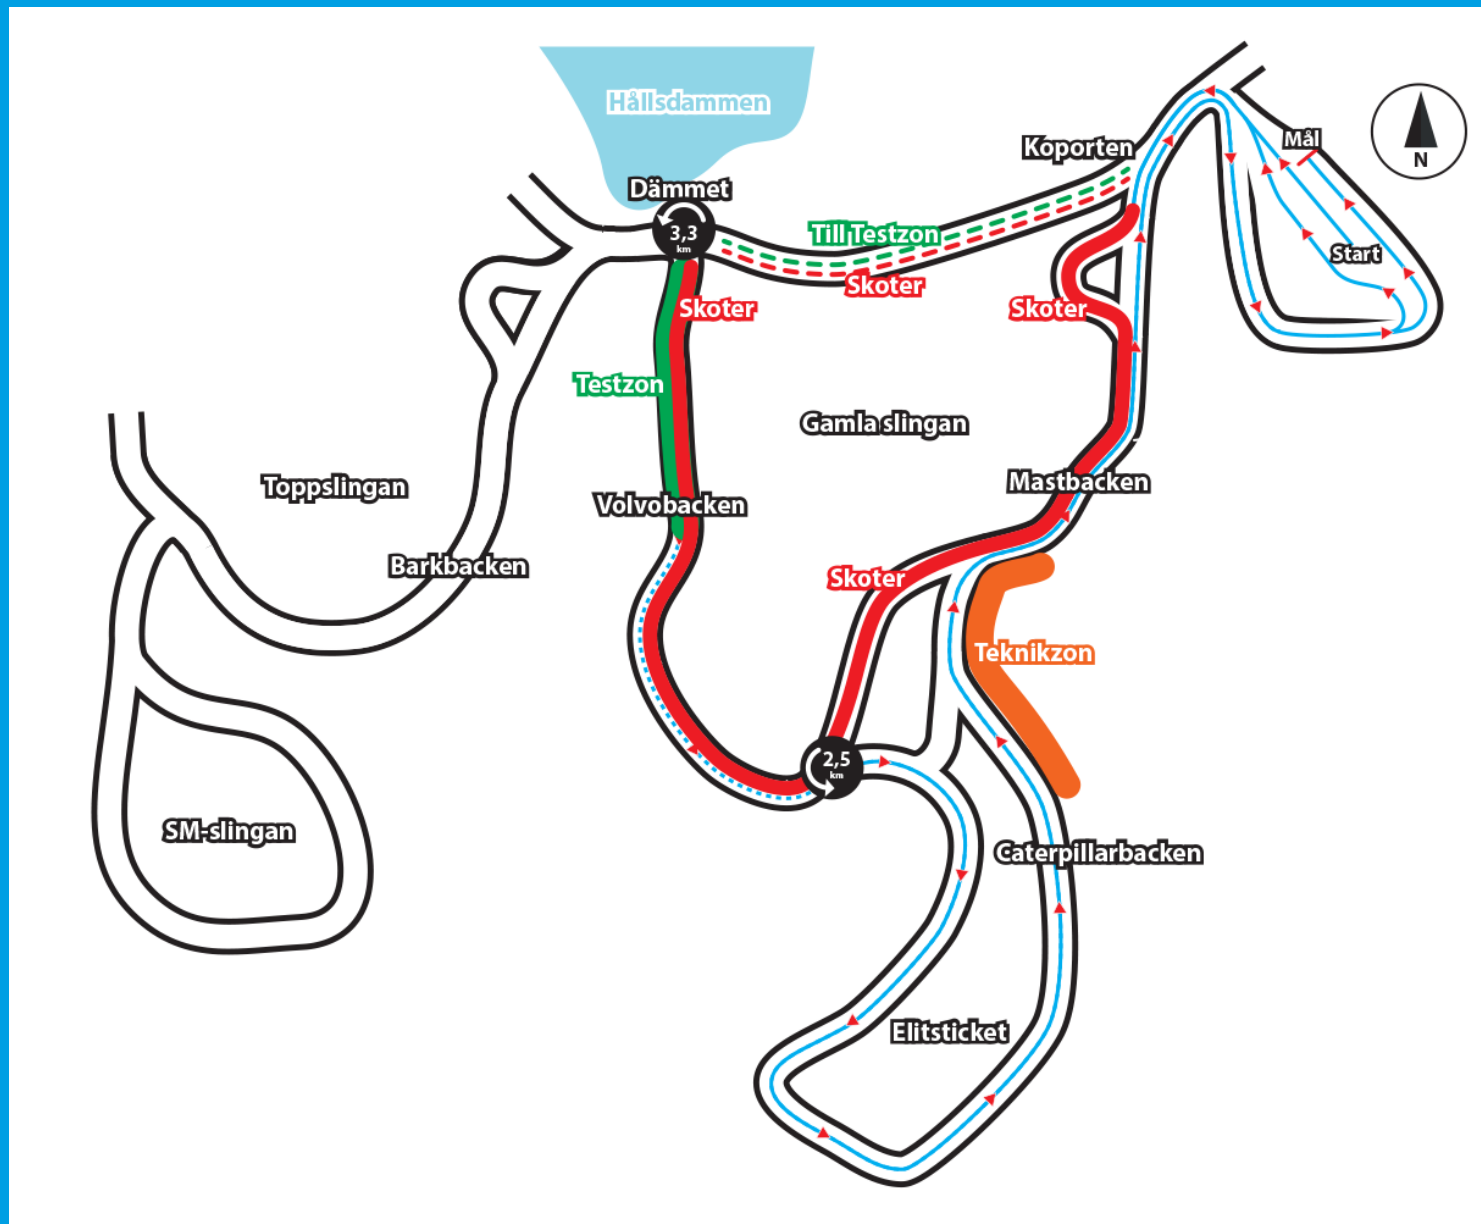 Hållsdammen
Mål
Koporten
N
Dämmet
3,3
km
Till Testzon
Start
Skoter
Skoter
Skoter
Testzon
Gamla slingan
Mastbacken
Toppslingan
Volvobacken
Barkbacken
Skoter
Teknikzon
2,5
km
SM-slingan
Caterpillarbacken
Elitsticket